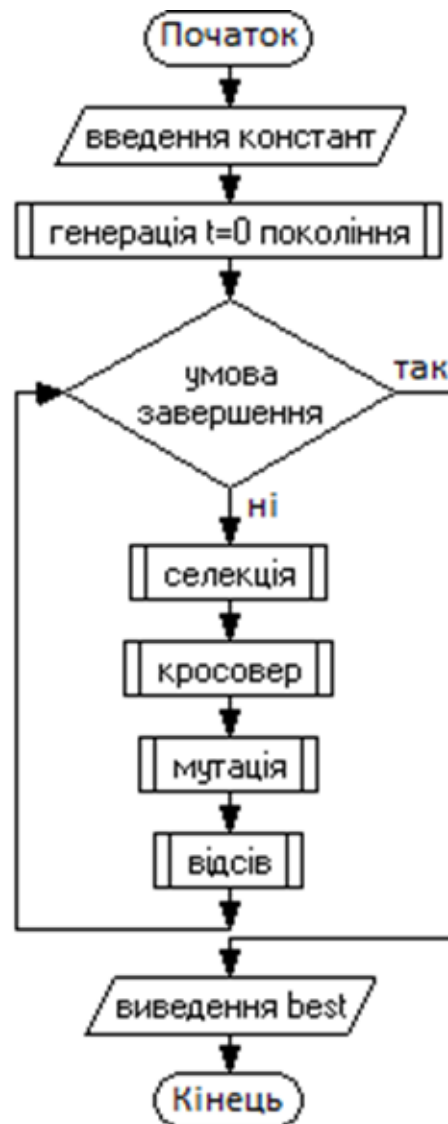 Початок
введення констант
генерація t=0 покоління
умова
завершення
так
ні
селекція
кросовер
мутація
відсів
виведення best
Кінець